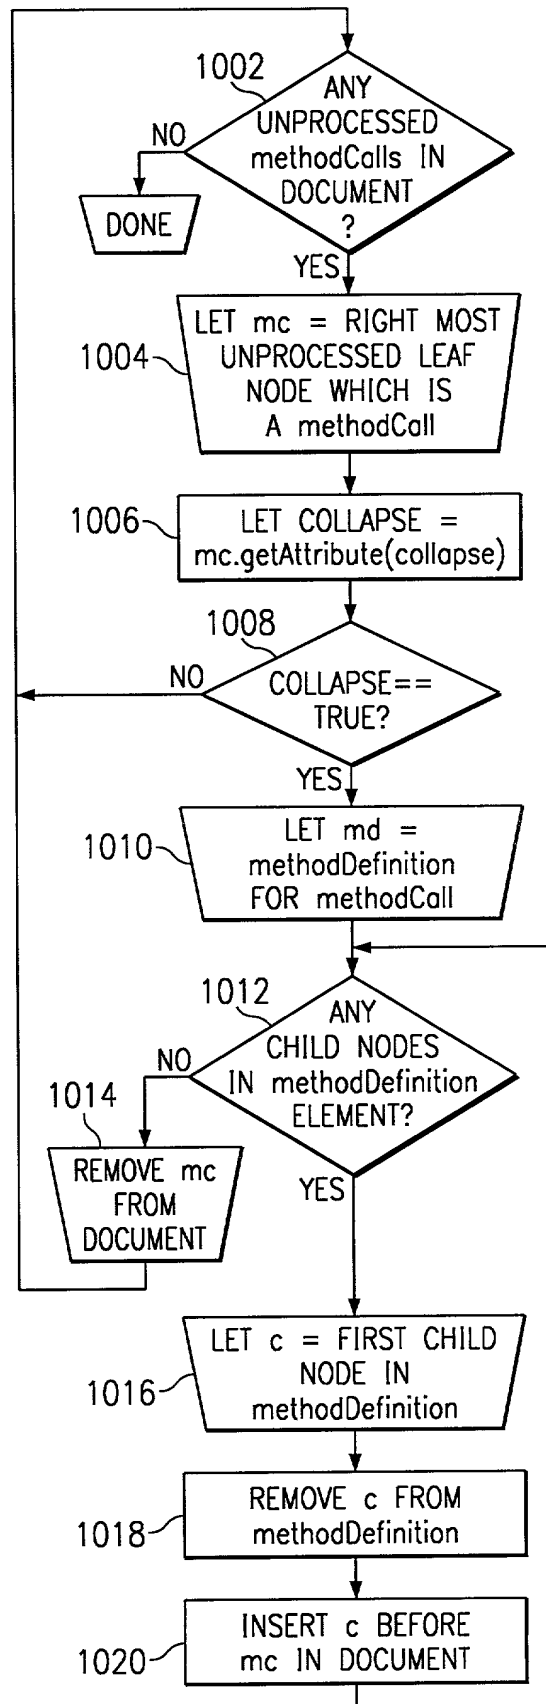 1002
ANY
UNPROCESSED
methodCalls IN
DOCUMENT
?
NO
DONE
YES
1004
LET mc = RIGHT MOST
UNPROCESSED LEAF
NODE WHICH IS
A methodCall
1006
LET COLLAPSE =
mc.getAttribute(collapse)
1008
NO
COLLAPSE==
TRUE?
YES
1010
LET md =
methodDefinition
FOR methodCall
1012
ANY
CHILD NODES
IN methodDefinition
ELEMENT?
NO
1014
REMOVE mc
FROM
DOCUMENT
YES
1016
LET c = FIRST CHILD
NODE IN
methodDefinition
1018
REMOVE c FROM
methodDefinition
1020
INSERT c BEFORE
mc IN DOCUMENT